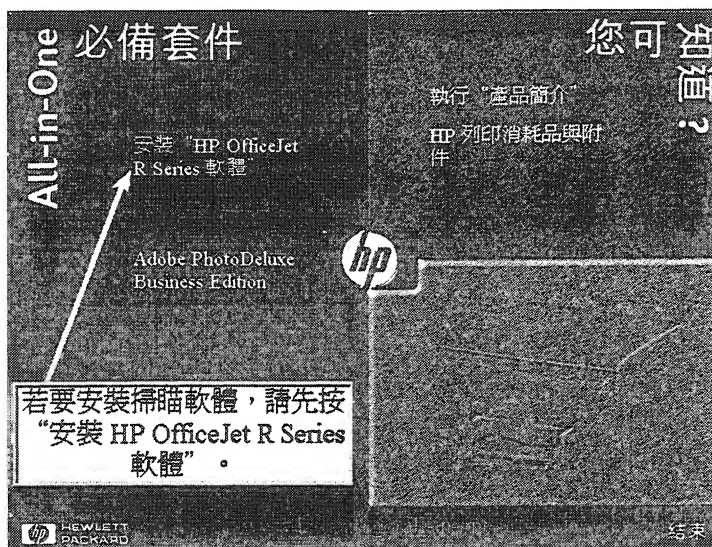 All-in-One
必備套件
安裝“HP OfficeJet
R Series 軟體”
Adobe PhotoDeluxe
Business Edition
您可知道?
執行“產品簡介”
HP 列印消耗品與附
件
hp
若要安裝掃瞄軟體，請先按
“安裝 HP OfficeJet R Series
軟體”。
hp HEWLETT
PACKARD
結束